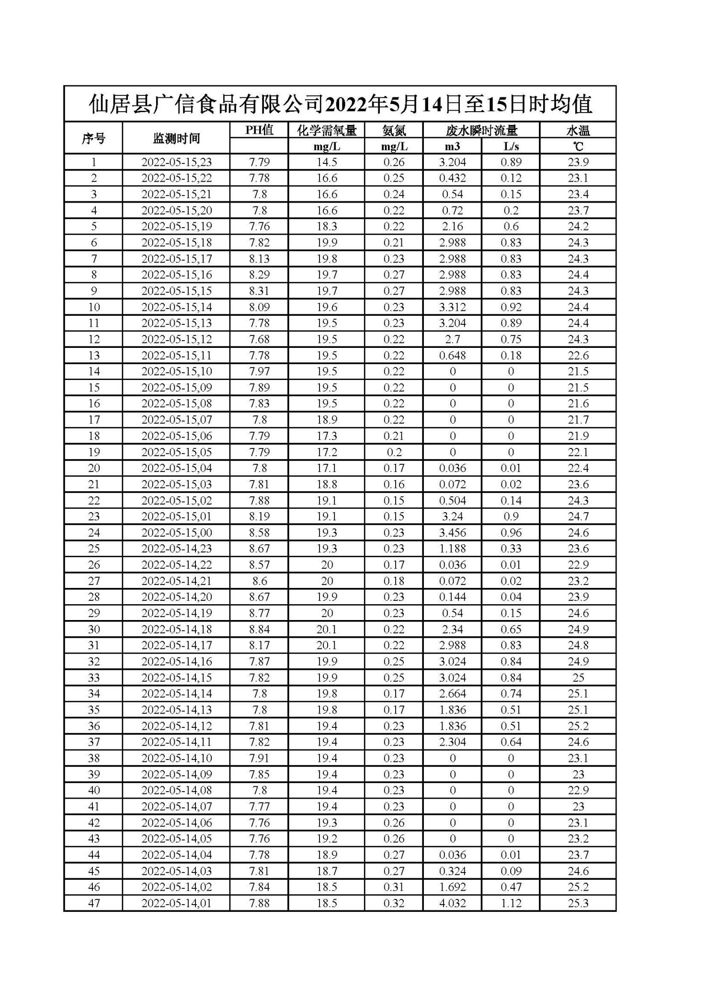 仙居县广信食品有限公司2022年5月14日至15日时均值
序号 监测时间 PH值 化学需氧量 氨氮 废水瞬时流量 水温
mg/L mg/L m3 L/s ℃
1 2022-05-15,23 7.79 14.5 0.26 3.204 0.89 23.9
2 2022-05-15,22 7.78 16.6 0.25 0.432 0.12 23.1
3 2022-05-15,21 7.8 16.6 0.24 0.54 0.15 23.4
4 2022-05-15,20 7.8 16.6 0.22 0.72 0.2 23.7
5 2022-05-15,19 7.76 18.3 0.22 2.16 0.6 24.2
6 2022-05-15,18 7.82 19.9 0.21 2.988 0.83 24.3
7 2022-05-15,17 8.13 19.8 0.23 2.988 0.83 24.3
8 2022-05-15,16 8.29 19.7 0.27 2.988 0.83 24.4
9 2022-05-15,15 8.31 19.7 0.27 2.988 0.83 24.3
10 2022-05-15,14 8.09 19.6 0.23 3.312 0.92 24.4
11 2022-05-15,13 7.78 19.5 0.23 3.204 0.89 24.4
12 2022-05-15,12 7.68 19.5 0.22 2.7 0.75 24.3
13 2022-05-15,11 7.78 19.5 0.22 0.648 0.18 22.6
14 2022-05-15,10 7.97 19.5 0.22 0 0 21.5
15 2022-05-15,09 7.89 19.5 0.22 0 0 21.5
16 2022-05-15,08 7.83 19.5 0.22 0 0 21.6
17 2022-05-15,07 7.8 18.9 0.22 0 0 21.7
18 2022-05-15,06 7.79 17.3 0.21 0 0 21.9
19 2022-05-15,05 7.79 17.2 0.2 0 0 22.1
20 2022-05-15,04 7.8 17.1 0.17 0.036 0.01 22.4
21 2022-05-15,03 7.81 18.8 0.16 0.072 0.02 23.6
22 2022-05-15,02 7.88 19.1 0.15 0.504 0.14 24.3
23 2022-05-15,01 8.19 19.1 0.15 3.24 0.9 24.7
24 2022-05-15,00 8.58 19.3 0.23 3.456 0.96 24.6
25 2022-05-14,23 8.67 19.3 0.23 1.188 0.33 23.6
26 2022-05-14,22 8.57 20 0.17 0.036 0.01 22.9
27 2022-05-14,21 8.6 20 0.18 0.072 0.02 23.2
28 2022-05-14,20 8.67 19.9 0.23 0.144 0.04 23.9
29 2022-05-14,19 8.77 20 0.23 0.54 0.15 24.6
30 2022-05-14,18 8.84 20.1 0.22 2.34 0.65 24.9
31 2022-05-14,17 8.17 20.1 0.22 2.988 0.83 24.8
32 2022-05-14,16 7.87 19.9 0.25 3.024 0.84 24.9
33 2022-05-14,15 7.82 19.9 0.25 3.024 0.84 25
34 2022-05-14,14 7.8 19.8 0.17 2.664 0.74 25.1
35 2022-05-14,13 7.8 19.8 0.17 1.836 0.51 25.1
36 2022-05-14,12 7.81 19.4 0.23 1.836 0.51 25.2
37 2022-05-14,11 7.82 19.4 0.23 2.304 0.64 24.6
38 2022-05-14,10 7.91 19.4 0.23 0 0 23.1
39 2022-05-14,09 7.85 19.4 0.23 0 0 23
40 2022-05-14,08 7.8 19.4 0.23 0 0 22.9
41 2022-05-14,07 7.77 19.4 0.23 0 0 23
42 2022-05-14,06 7.76 19.3 0.26 0 0 23.1
43 2022-05-14,05 7.76 19.2 0.26 0 0 23.2
44 2022-05-14,04 7.78 18.9 0.27 0.036 0.01 23.7
45 2022-05-14,03 7.81 18.7 0.27 0.324 0.09 24.6
46 2022-05-14,02 7.84 18.5 0.31 1.692 0.47 25.2
47 2022-05-14,01 7.88 18.5 0.32 4.032 1.12 25.3